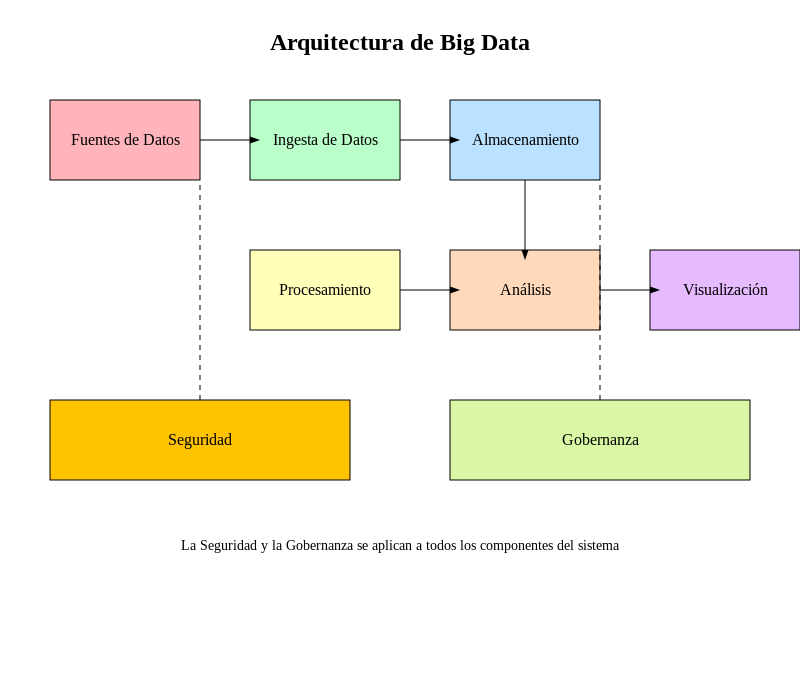 Arquitectura de Big Data
Fuentes de Datos
Ingesta de Datos
Almacenamiento
Procesamiento
Análisis
Visualización
Seguridad
Gobernanza
La Seguridad y la Gobernanza se aplican a todos los componentes del sistema